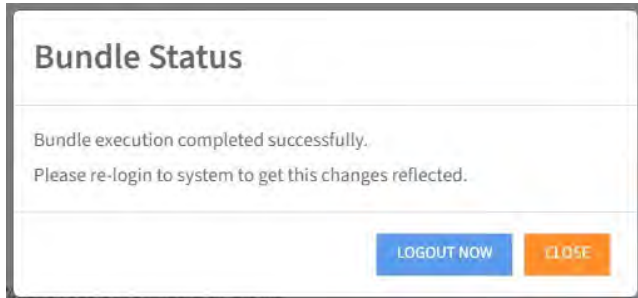 Bundle Status
Bundle execution completed successfully.
Please re-login to system to get this changes reflected.
LOGOUT NOW
CLOSE